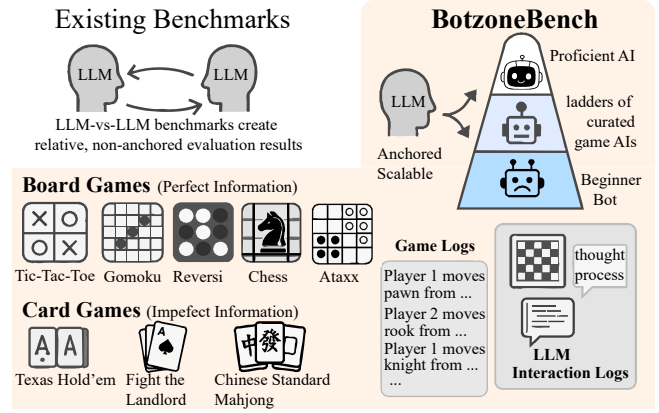 Existing Benchmarks
LLM
LLM
LLM-vs-LLM benchmarks create
relative, non-anchored evaluation results
BotzoneBench
LLM
Anchored
Scalable
Proficient AI
ladders of
curated
game AIs
Beginner
Bot
Board Games (Perfect Information)
Tic-Tac-Toe
Gomoku
Reversi
Chess
Ataxx
Card Games (Impefect Information)
A A
A
中 發
Texas Hold'em
Fight the
Landlord
Chinese Standard
Mahjong
Game Logs
Player 1 moves
pawn from ...
Player 2 moves
rook from ...
Player 1 moves
knight from ...
...
thought
process
LLM
Interaction Logs